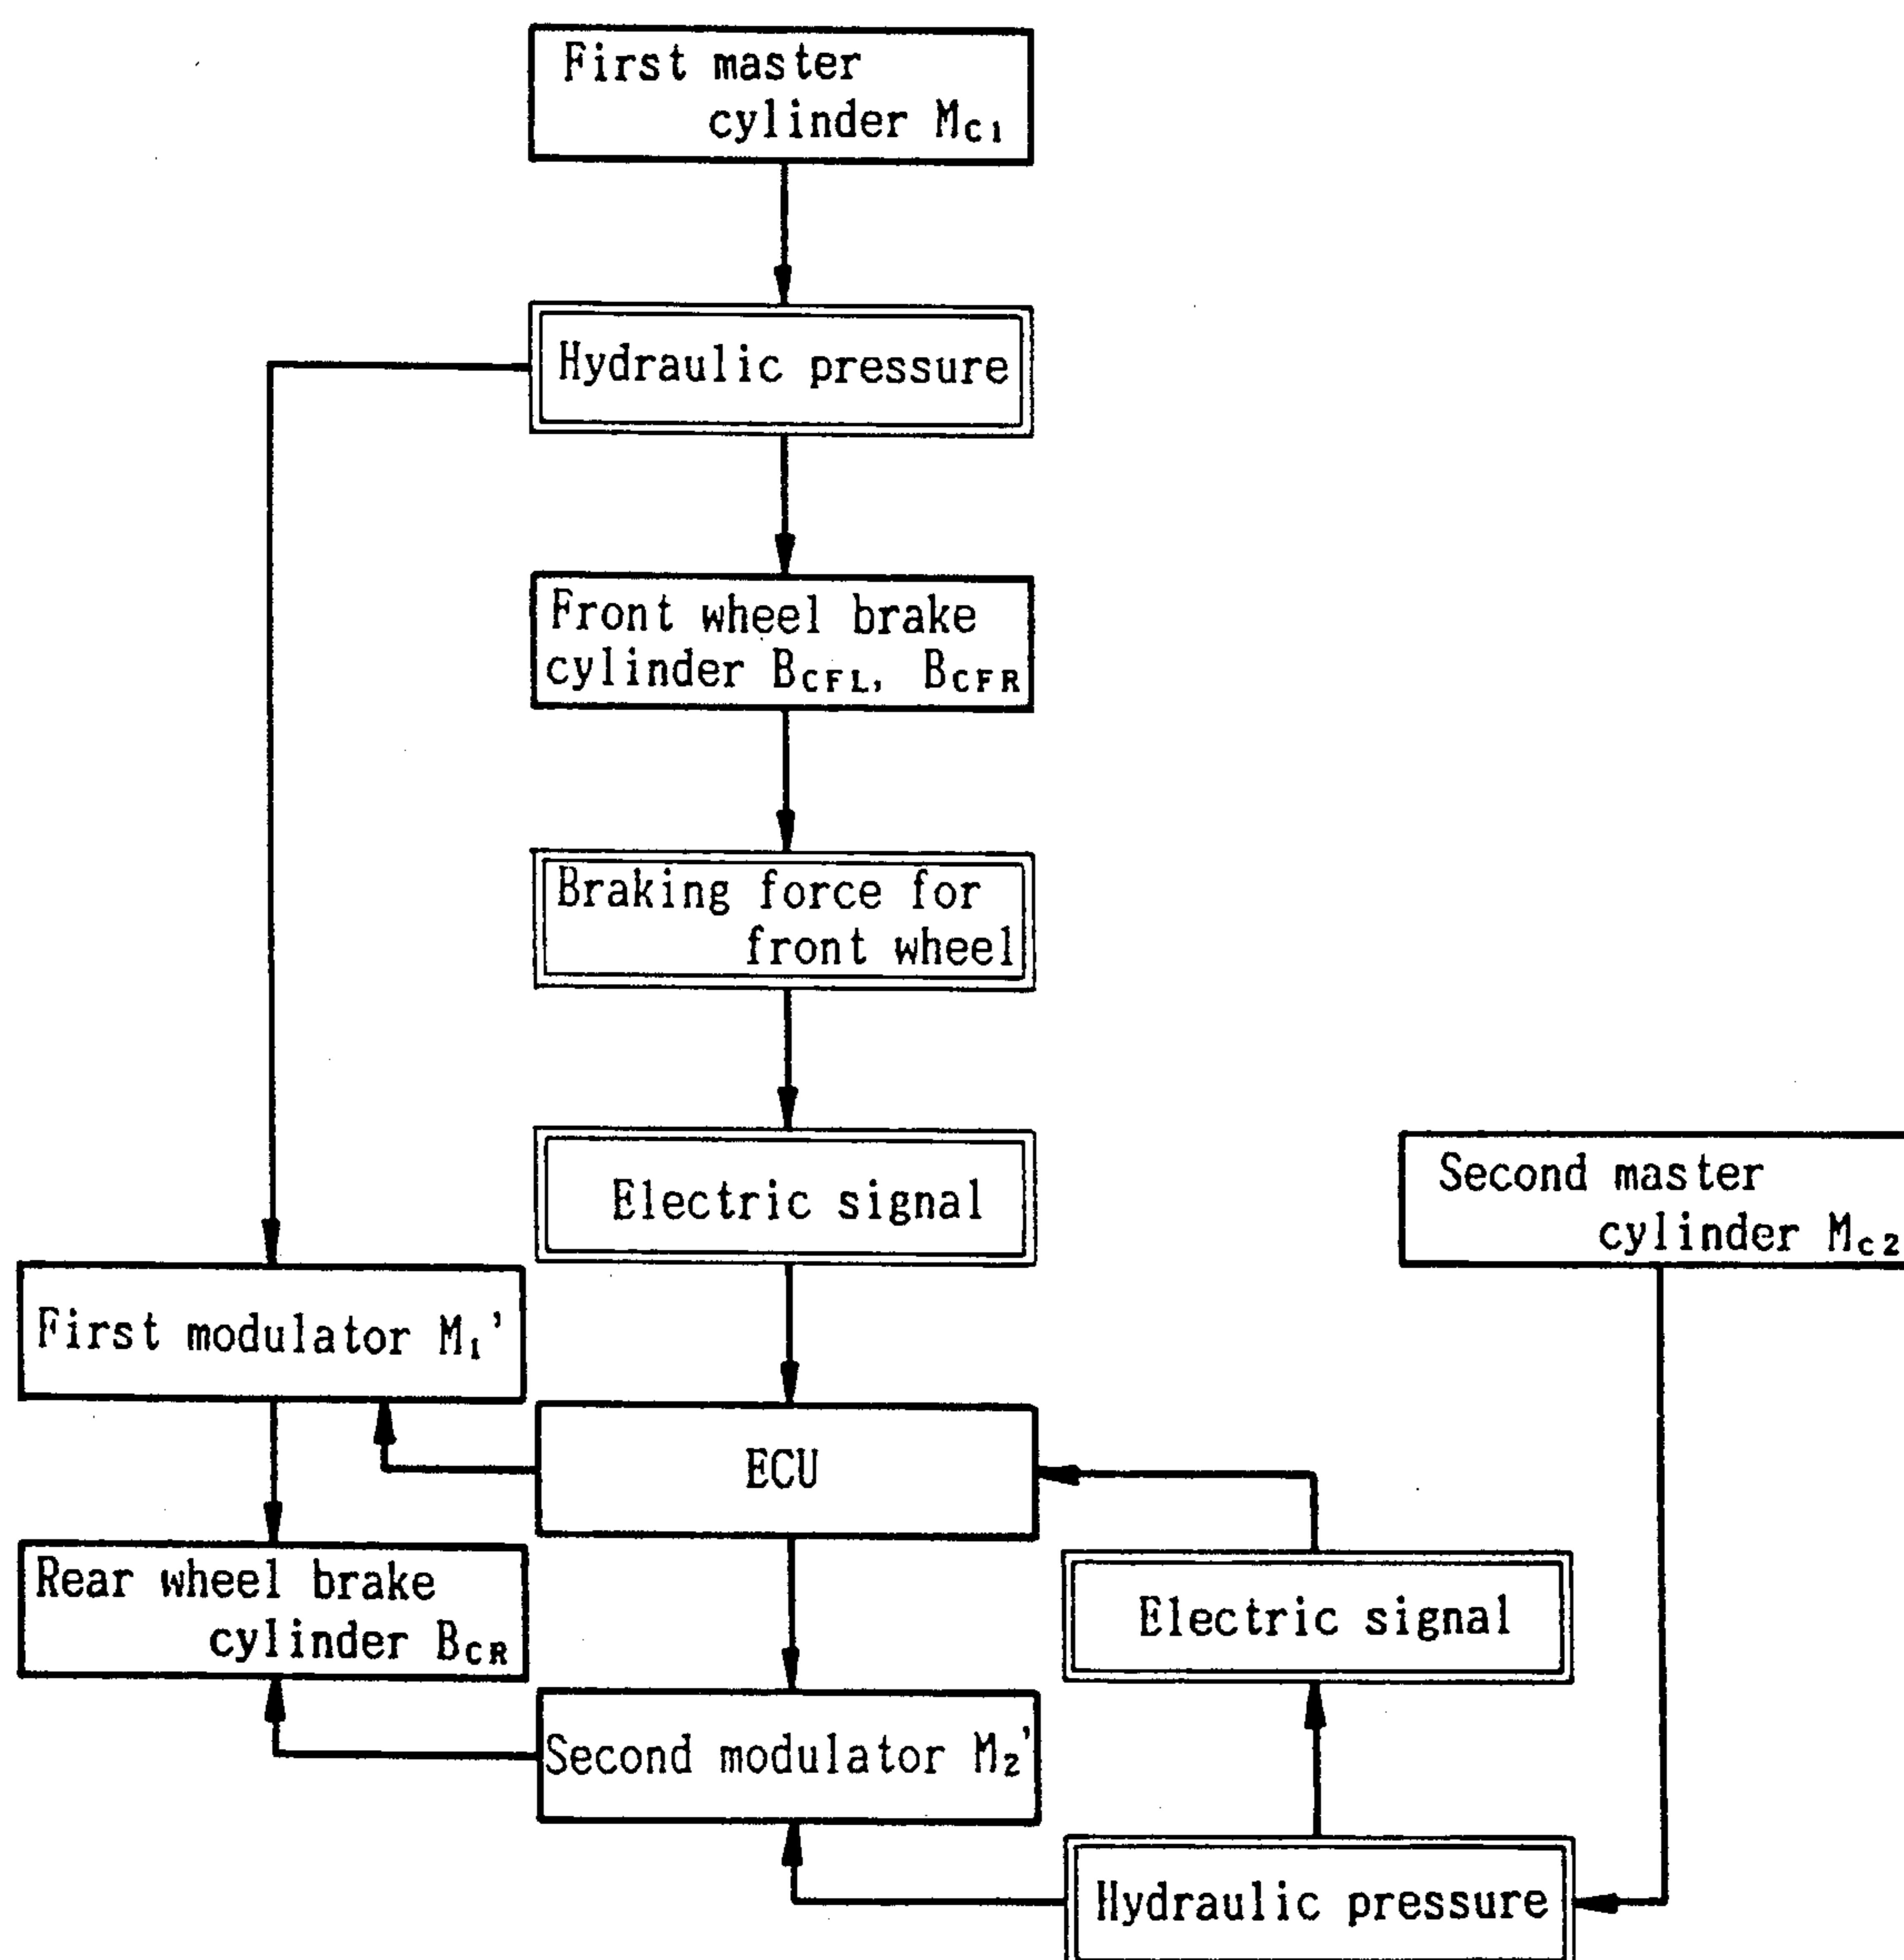 First master
cylinder Mc1
Hydraulic pressure
Front wheel brake
cylinder BCFL, BCFR
Braking force for
front wheel
Electric signal
Second master
cylinder Mc2
First modulator M1'
ECU
Rear wheel brake
cylinder BCR
Electric signal
Second modulator M2'
Hydraulic pressure